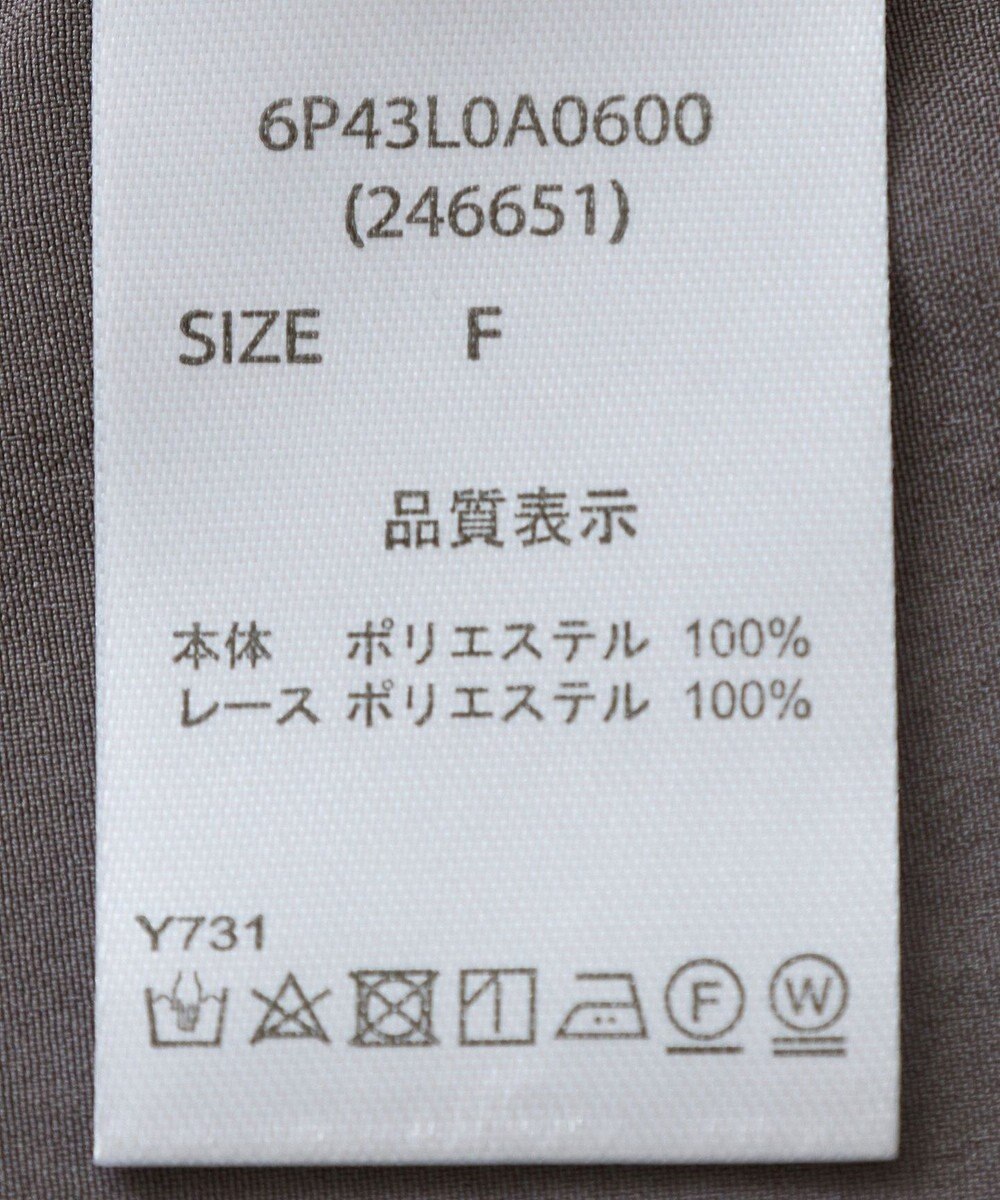 6P43L0A0600
(246651)
SIZE F
品質表示
本体 ポリエステル 100%
レース ポリエステル 100%
Y731
F W